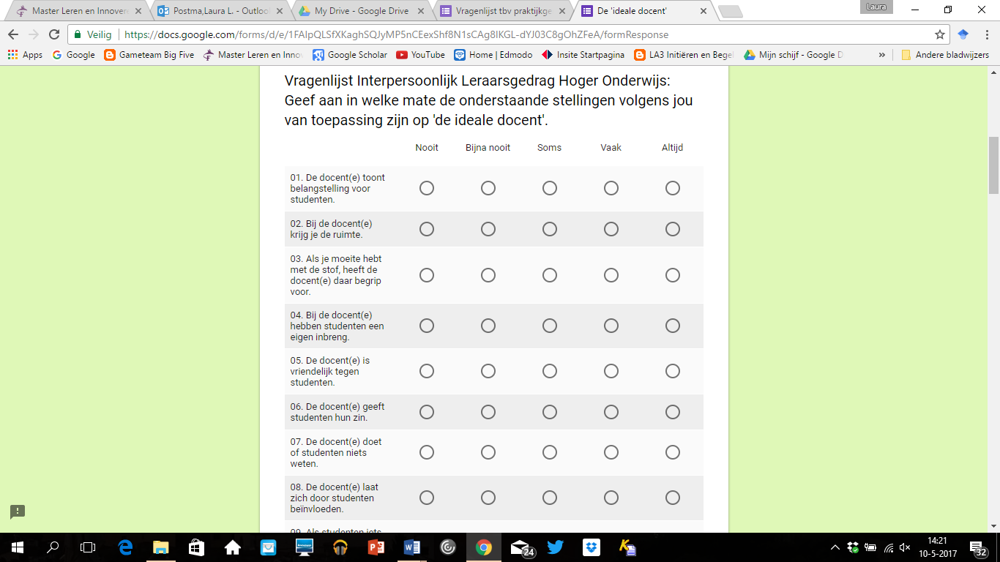 Master Leren en Innover
Postma,Laura L. - Outloo
My Drive - Google Drive
Vragenlijst tbv praktijkge
De 'ideale docent'
Laura
Veilig
https://docs.google.com/forms/d/e/1FAIpQLSfXKaghSQJyMP5nCEexShf8N1sCAg8lKGL-dYJ03C8gOhZFeA/formResponse
Apps
Google
Gameteam Big Five
Master Leren en Inno
Google Scholar
YouTube
Home | Edmodo
Insite Startpagina
LA3 Initiëren en Bege
Mijn schijf - Google D
»
Andere bladwijzers
Vragenlijst Interpersoonlijk Leraarsgedrag Hoger Onderwijs:
Geef aan in welke mate de onderstaande stellingen volgens jou
van toepassing zijn op 'de ideale docent'.
Nooit Bijna nooit Soms Vaak Altijd
01. De docent(e) toont
belangstelling voor
studenten.
02. Bij de docent(e)
krijg je de ruimte.
03. Als je moeite hebt
met de stof, heeft de
docent(e) daar begrip
voor.
04. Bij de docent(e)
hebben studenten een
eigen inbreng.
05. De docent(e) is
vriendelijk tegen
studenten.
06. De docent(e) geeft
studenten hun zin.
07. De docent(e) doet
of studenten niets
weten.
08. De docent(e) laat
zich door studenten
beïnvloeden.
09. Als studenten iets
24
14:21
10-5-2017
32